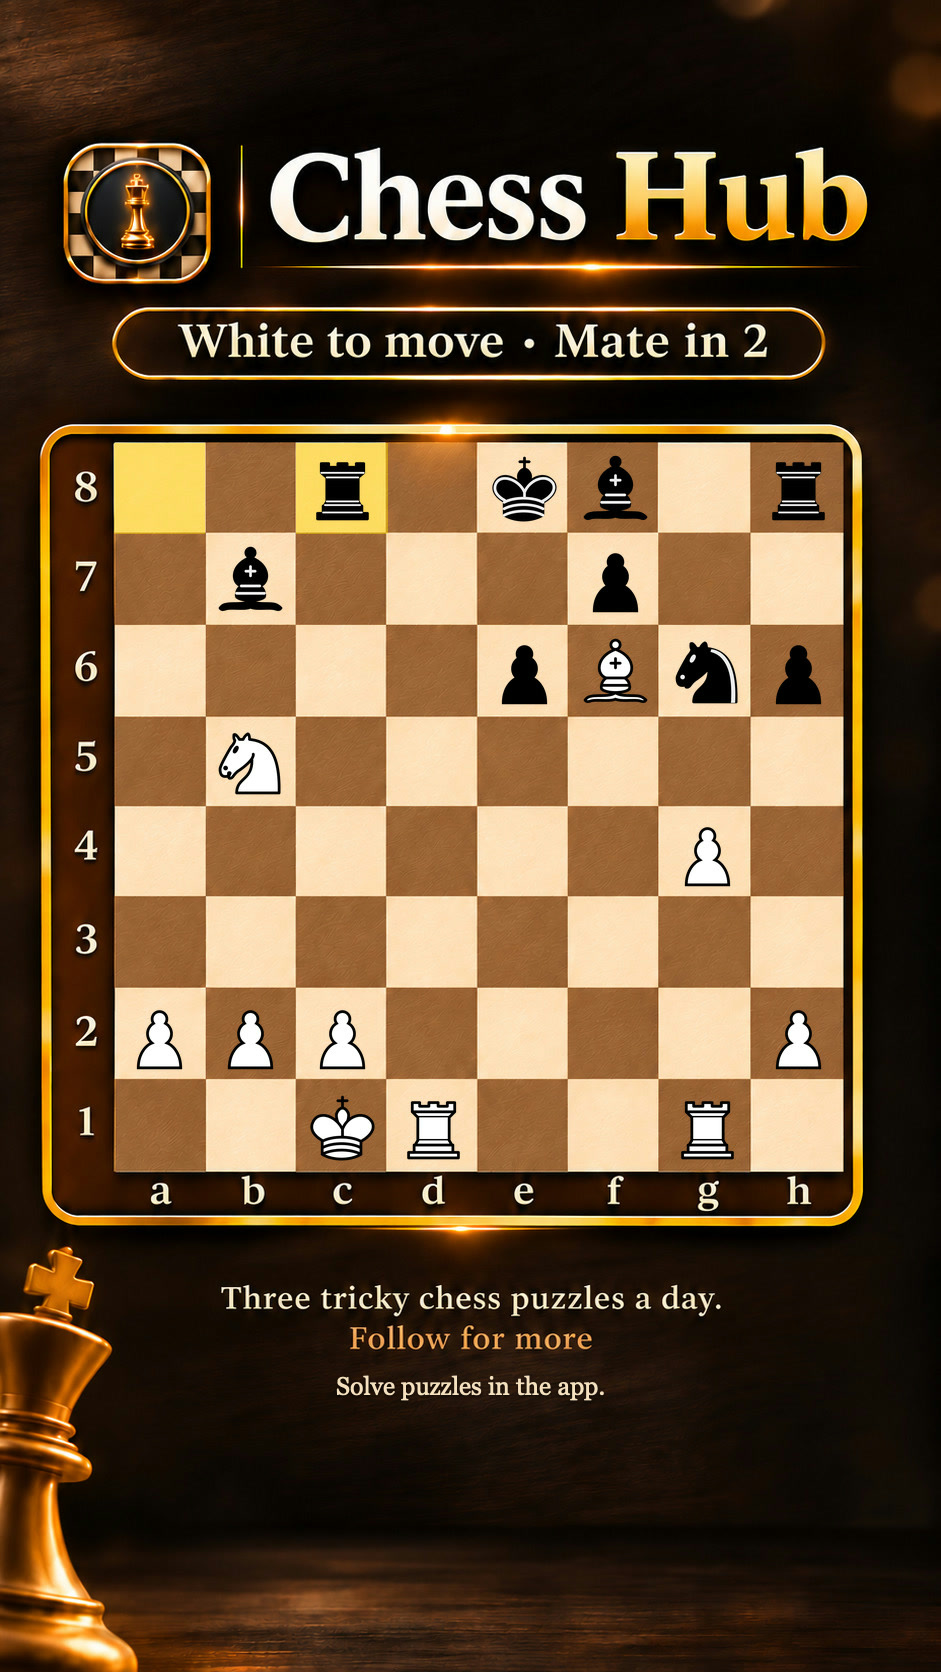 Chess Hub
White to move • Mate in 2
8
7
6
5
4
3
2
1
a b c d e f g h
Three tricky chess puzzles a day.
Follow for more
Solve puzzles in the app.